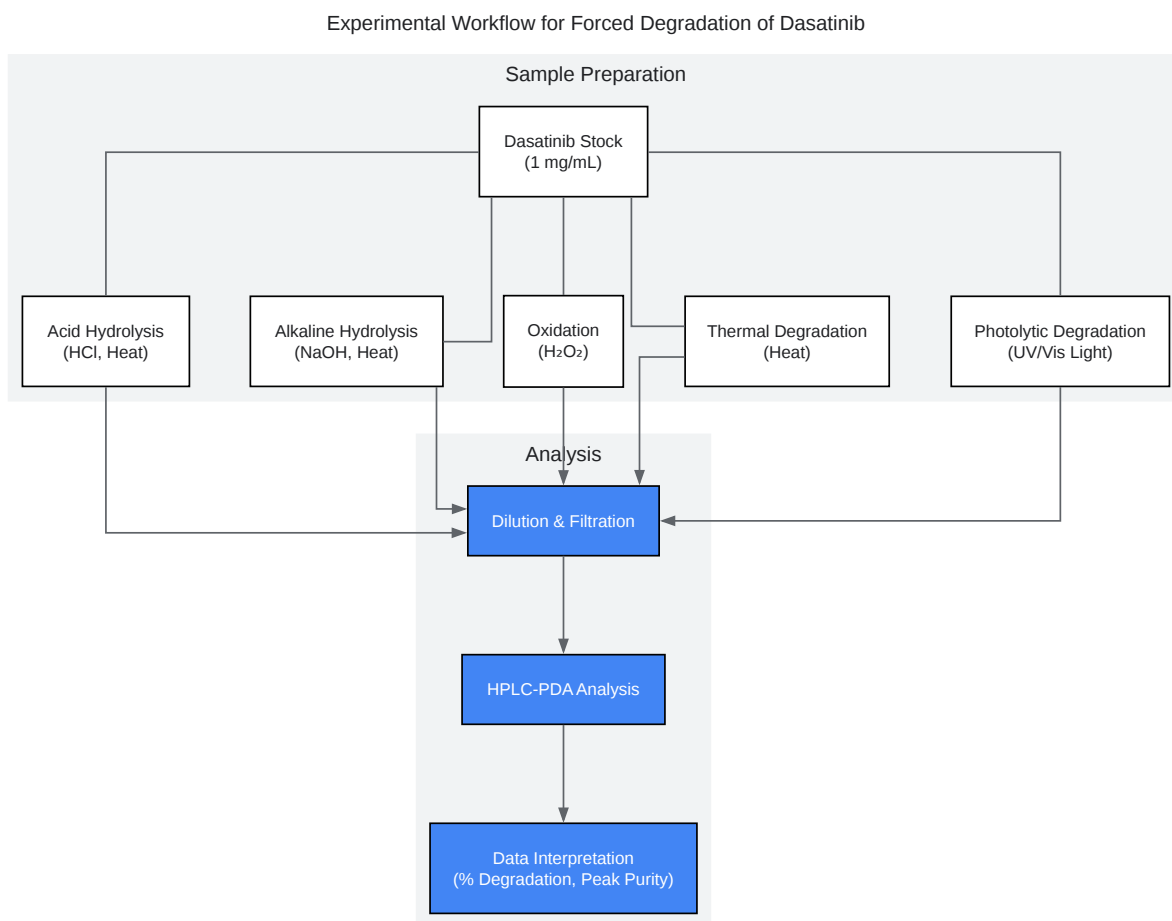 Experimental Workflow for Forced Degradation of Dasatinib
Sample Preparation
Dasatinib Stock
(1 mg/mL)
Acid Hydrolysis
(HCl, Heat)
Alkaline Hydrolysis
(NaOH, Heat)
Oxidation
(H₂O₂)
Thermal Degradation
(Heat)
Photolytic Degradation
(UV/Vis Light)
Analysis
Dilution & Filtration
HPLC-PDA Analysis
Data Interpretation
(% Degradation, Peak Purity)